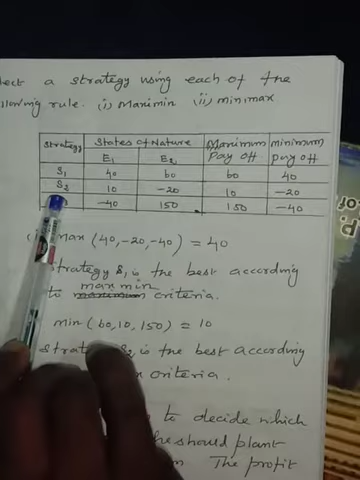 a strategy using each of the
rule. (i) Maximin (ii) minimax
Strategy States of Nature Maximum minimum
E1 E2 Pay off pay off
S1 40 60 60 40
S2 10 -20 10 -20
-40 150 150 -40
max (40, -20, -40) = 40
strategy S1 is the best according
to maximin criteria.
min (60, 10, 150) = 10
S2 is the best according
criteria.
to decide which
he should plant
The profit